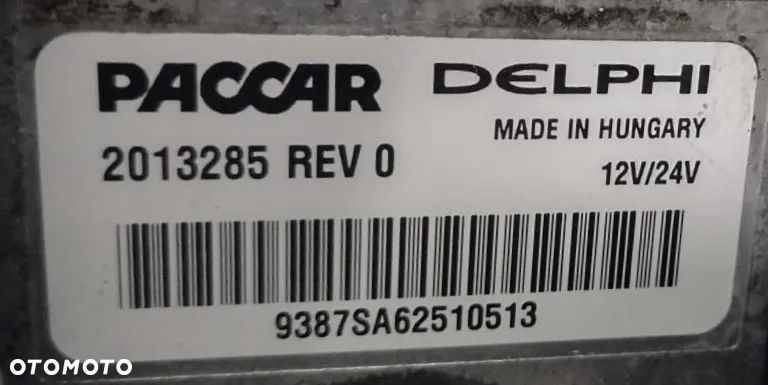 PACCAR DELPHI
MADE IN HUNGARY
2013285 REV 0
12V/24V
9387SA62510513
OTOMOTO